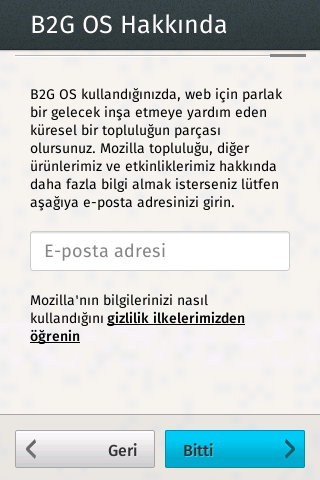 B2G OS Hakkında
B2G OS kullandığınızda, web için parlak
bir gelecek inşa etmeye yardım eden
küresel bir topluluğun parçası
olursunuz. Mozilla topluluğu, diğer
ürünlerimiz ve etkinliklerimiz hakkında
daha fazla bilgi almak isterseniz lütfen
aşağıya e-posta adresinizi girin.
E-posta adresi
Mozilla'nın bilgilerinizi nasıl
kullandığını gizlilik ilkelerimizden
öğrenin
Geri
Bitti